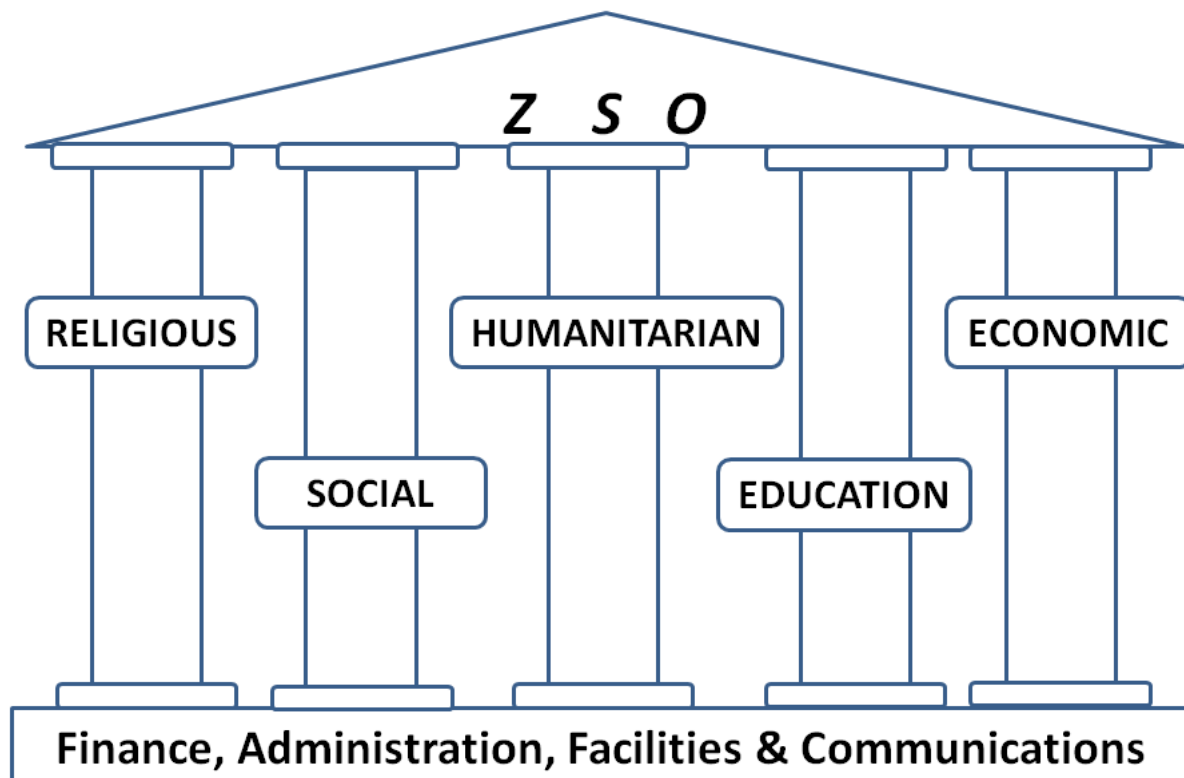 Z S O
RELIGIOUS
HUMANITARIAN
ECONOMIC
SOCIAL
EDUCATION
Finance, Administration, Facilities & Communications